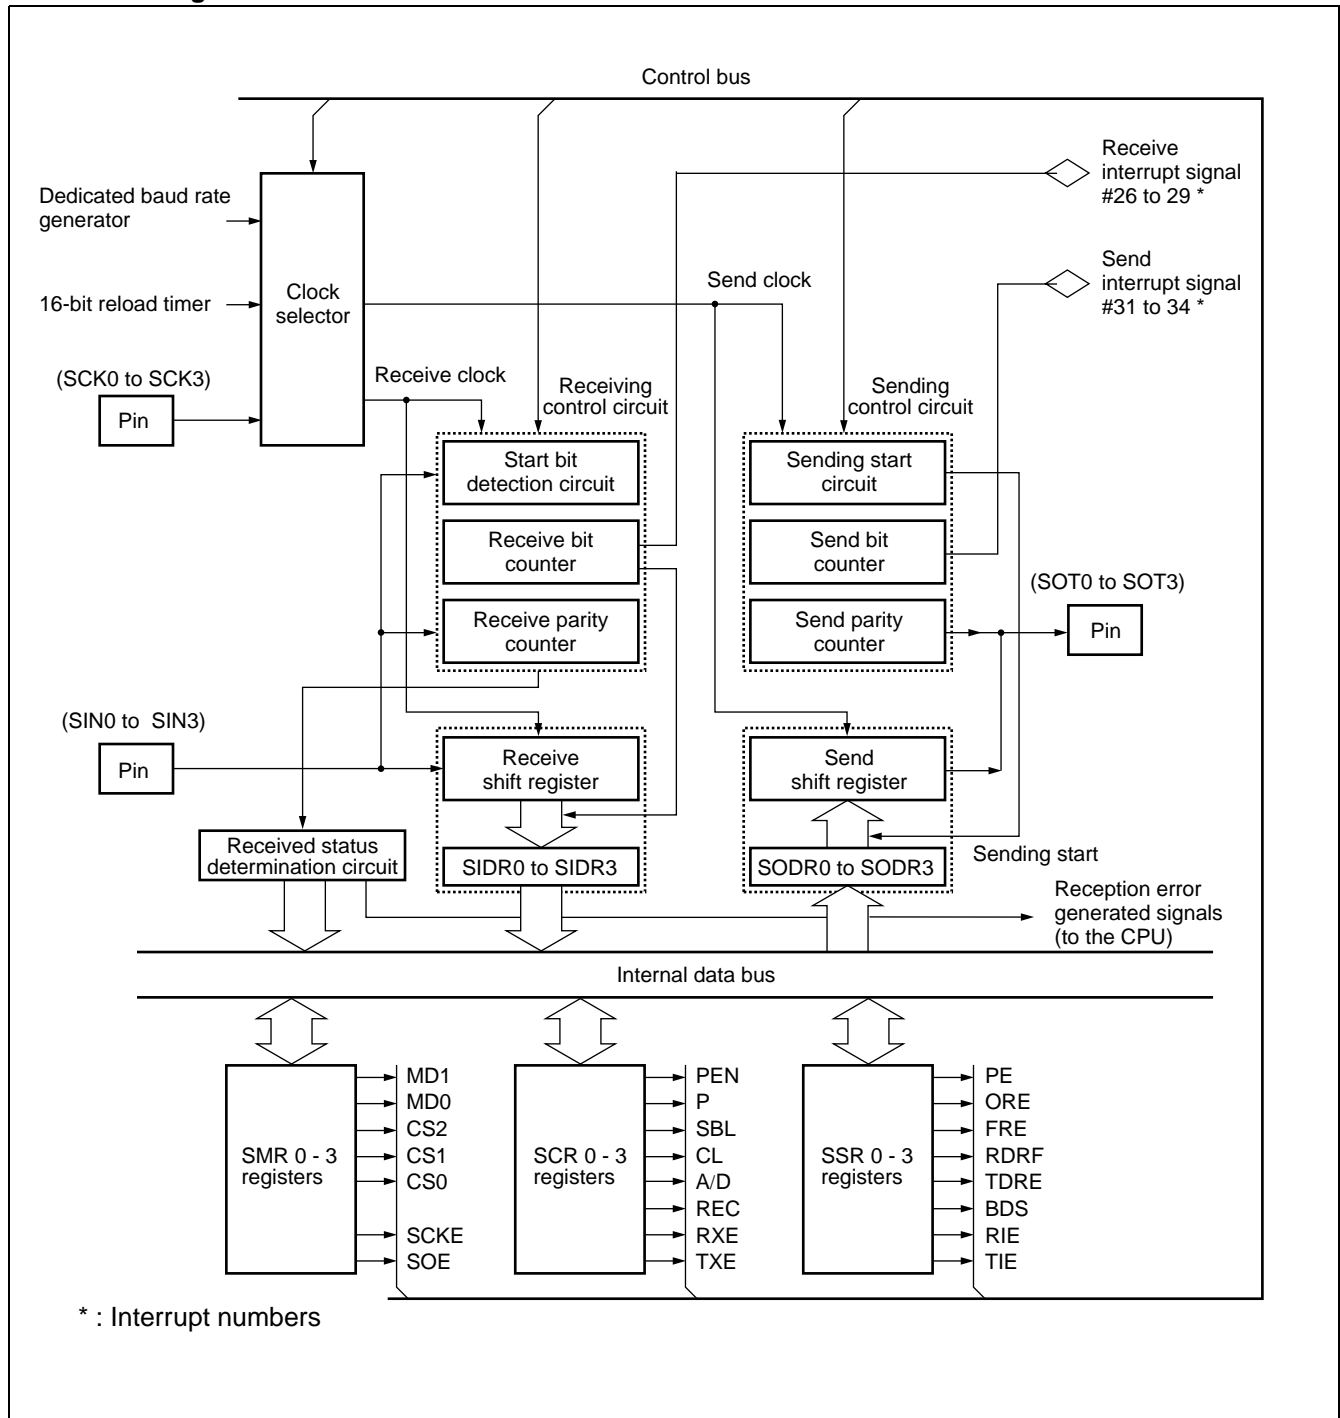 Control bus
Receive
interrupt signal
#26 to 29 *
Dedicated baud rate
generator
Send
interrupt signal
#31 to 34 *
Send clock
16-bit reload timer
Clock
selector
(SCK0 to SCK3)
Pin
Receive clock
Receiving
control circuit
Sending
control circuit
Start bit
detection circuit
Sending start
circuit
Receive bit
counter
Send bit
counter
(SOT0 to SOT3)
Receive parity
counter
Send parity
counter
Pin
(SIN0 to SIN3)
Pin
Receive
shift register
Send
shift register
Received status
determination circuit
SIDR0 to SIDR3
SODR0 to SODR3
Sending start
Reception error
generated signals
(to the CPU)
Internal data bus
SMR 0 - 3
registers
MD1
MD0
CS2
CS1
CS0
SCKE
SOE
SCR 0 - 3
registers
PEN
P
SBL
CL
A/D
REC
RXE
TXE
SSR 0 - 3
registers
PE
ORE
FRE
RDRF
TDRE
BDS
RIE
TIE
* : Interrupt numbers